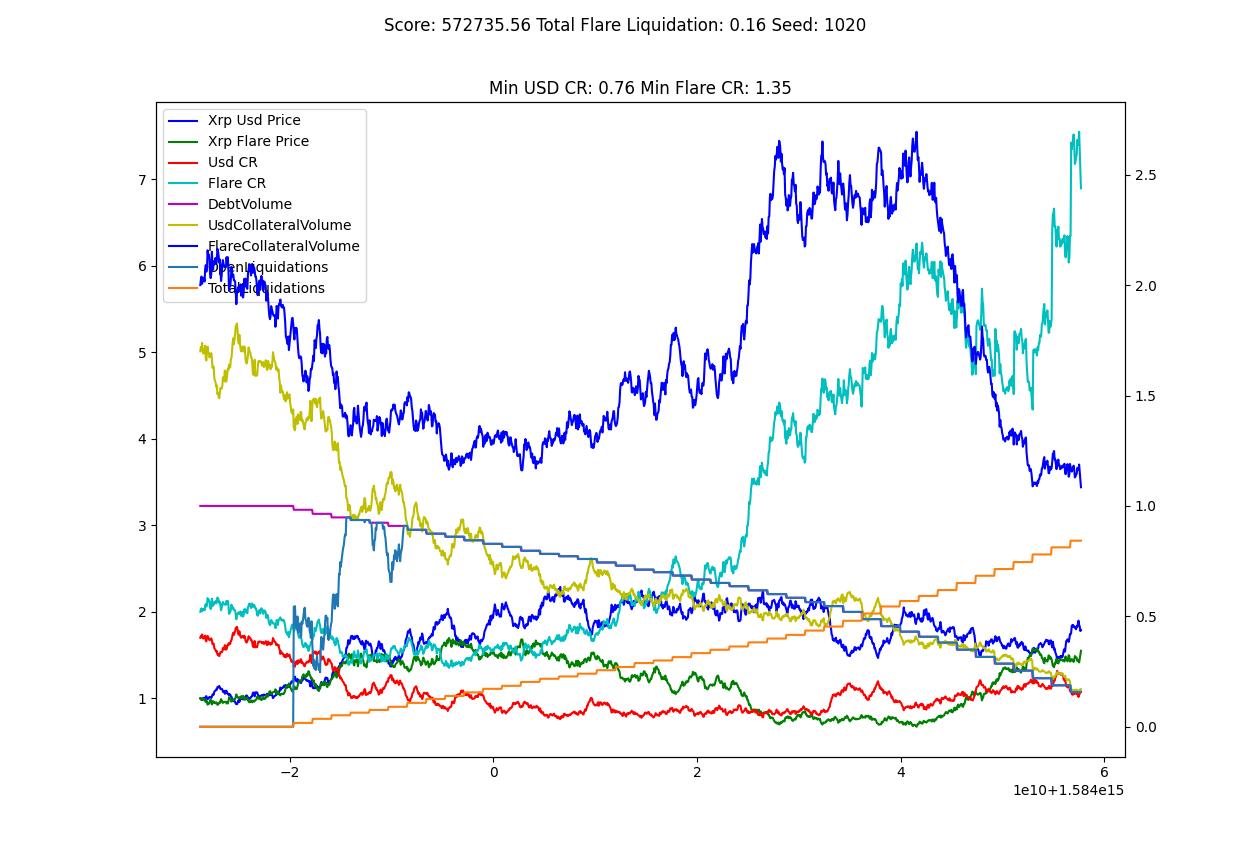 Score: 572735.56 Total Flare Liquidation: 0.16 Seed: 1020
Min USD CR: 0.76 Min Flare CR: 1.35
Xrp Usd Price
Xrp Flare Price
Usd CR
Flare CR
DebtVolume
UsdCollateralVolume
FlareCollateralVolume
OpenLiquidations
TotalLiquidations
7
6
5
4
3
2
1
2.5
2.0
1.5
1.0
0.5
0.0
−2
0
2
4
6
1e10+1.584e15